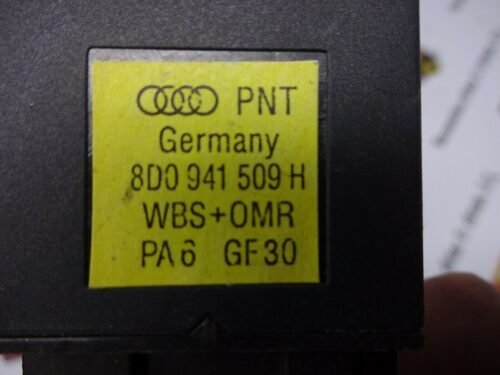 PNT
Germany
8D0 941 509 H
WBS+OMR
PA6 GF30